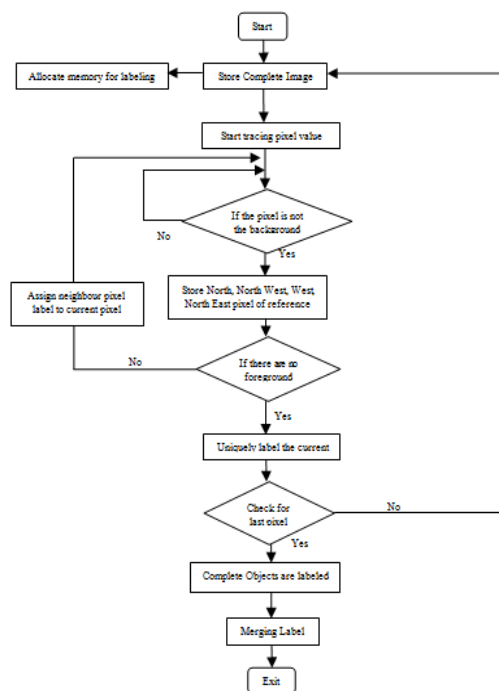 Start
Allocate memory for labeling
Store Complete Image
Start tracing pixel value
If the pixel is not
the background
No
Yes
Store North, North West, West,
North East pixel of reference
Assign neighbour pixel
label to current pixel
If there are no
foreground
No
Yes
Uniquely label the current
Check for
last pixel
No
Yes
Complete Objects are labeled
Merging Label
Exit